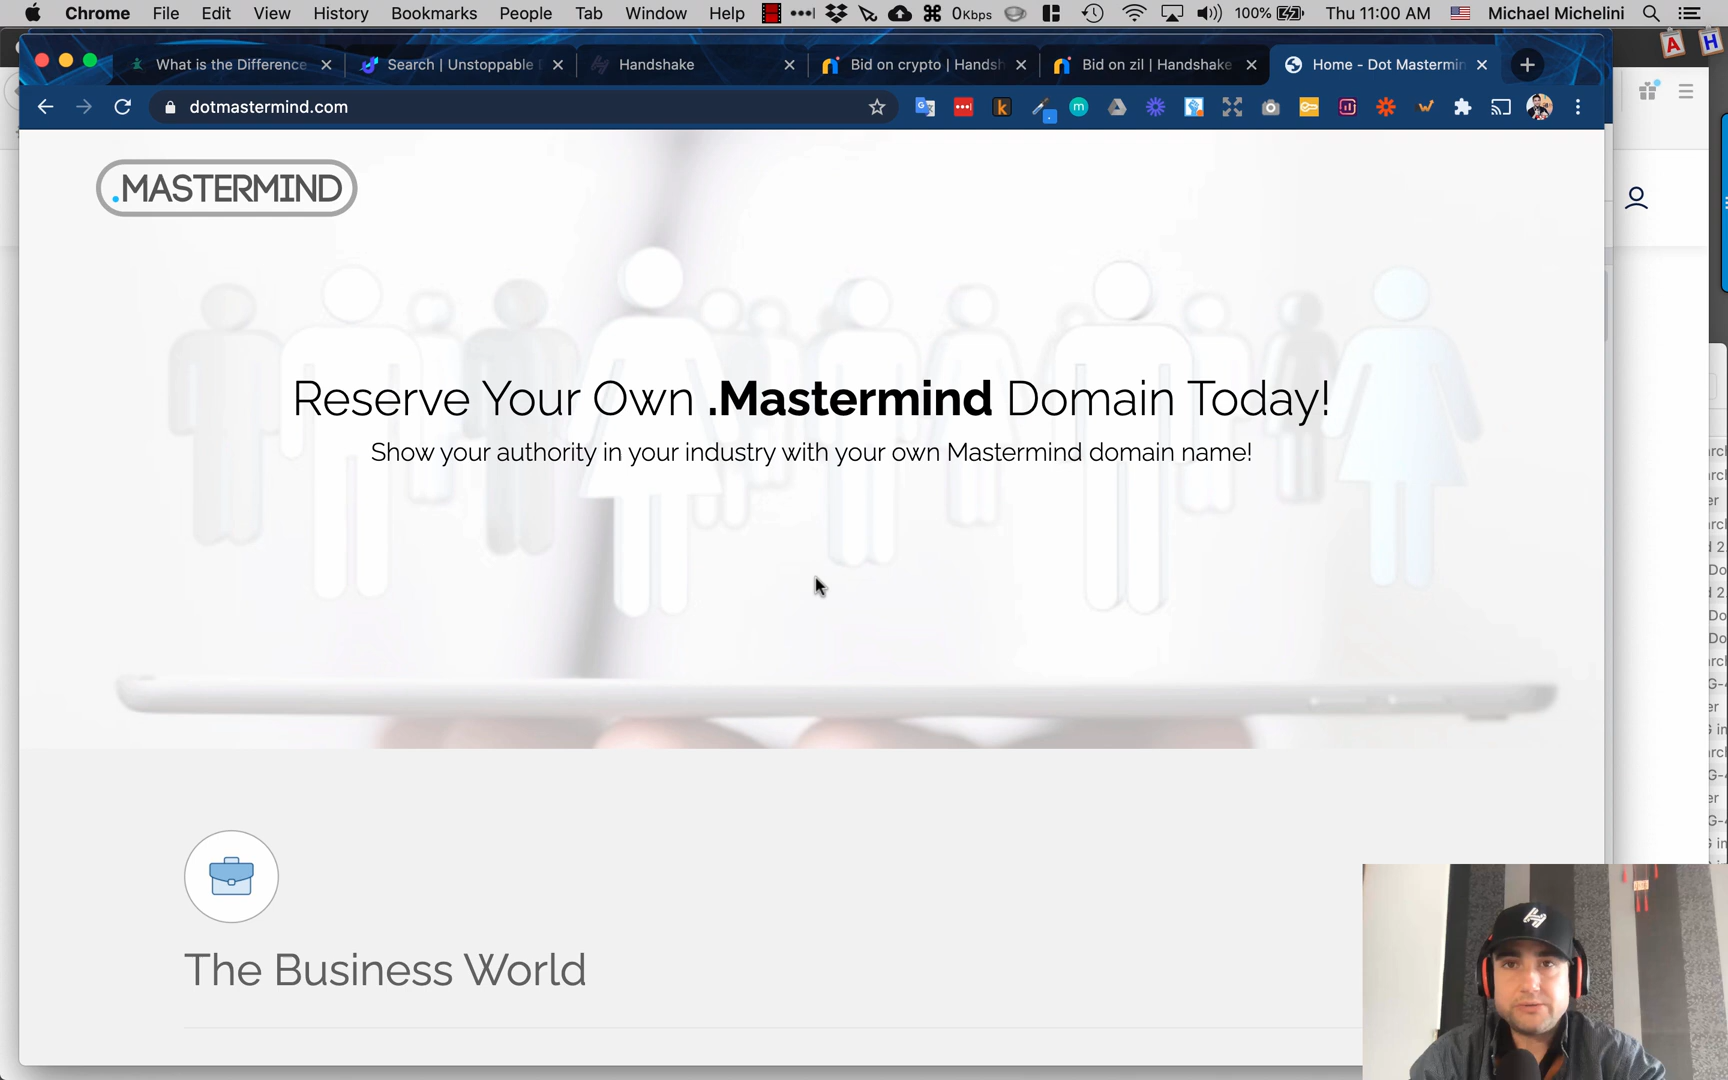 Chrome File Edit View History Bookmarks People Tab Window Help 0Kbps 100% Thu 11:00 AM Michael Michelini
A H
What is the Difference Search | Unstoppable Handshake Bid on crypto | Handsh Bid on zil | Handshake Home - Dot Mastermin
dotmastermind.com
.MASTERMIND
Reserve Your Own .Mastermind Domain Today!
Show your authority in your industry with your own Mastermind domain name!
The Business World